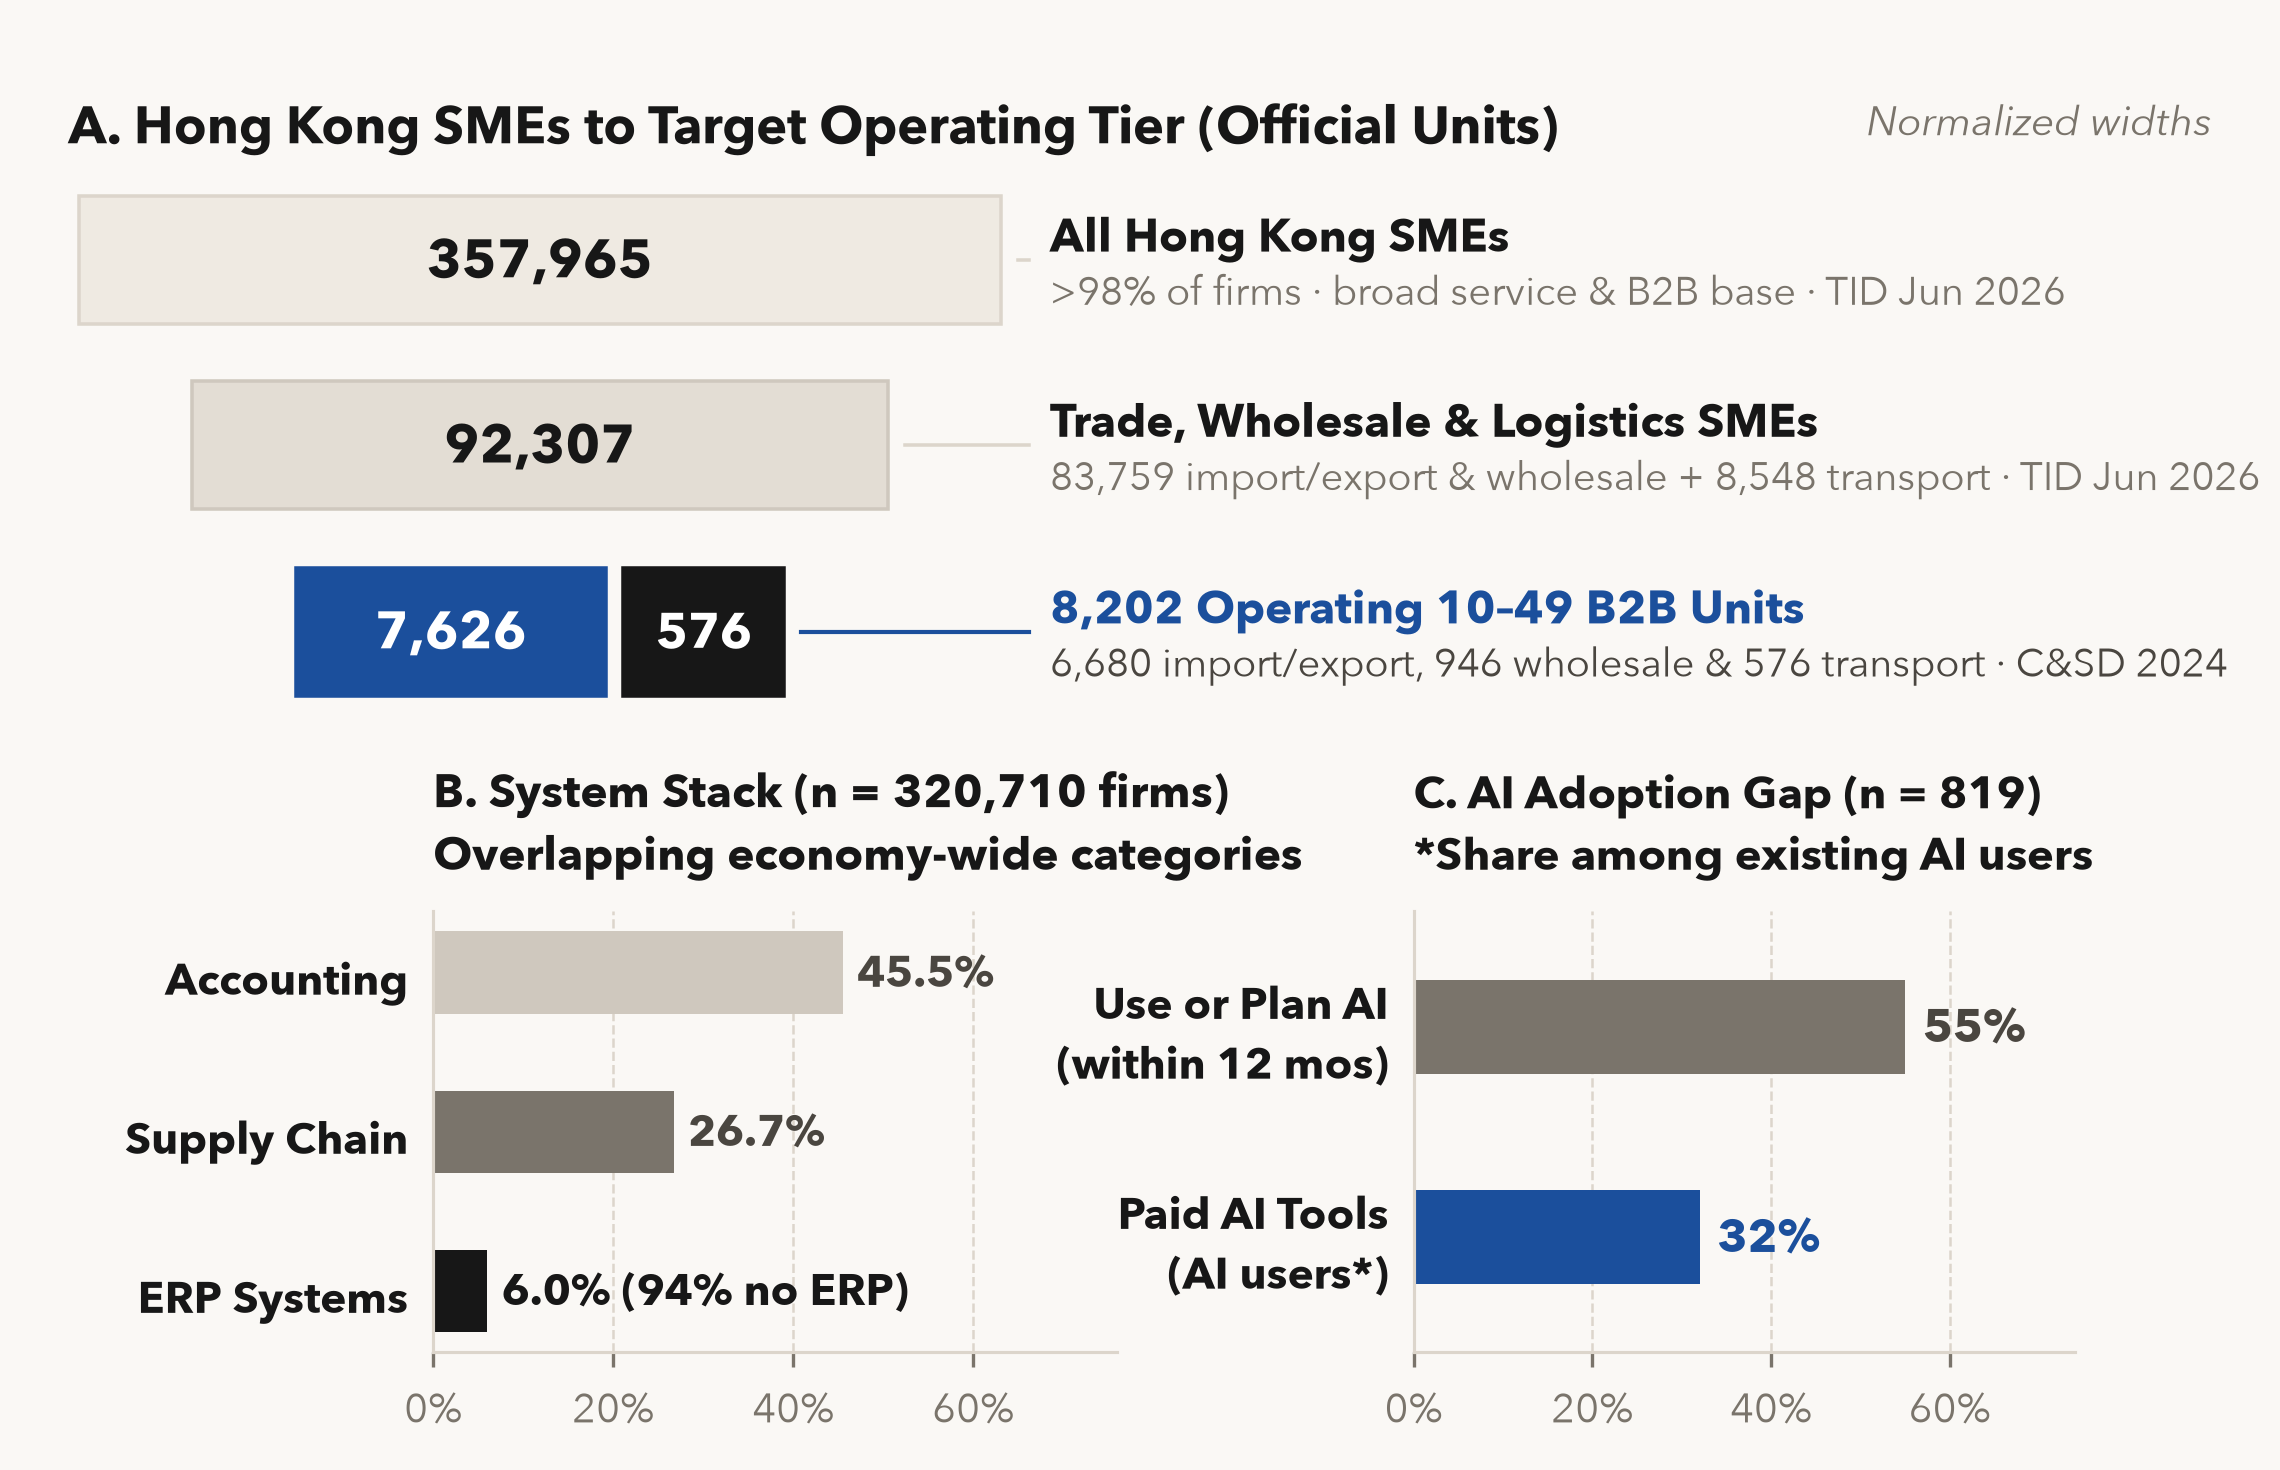 A. Hong Kong SMEs to Target Operating Tier (Official Units)
Normalized widths
357,965
All Hong Kong SMEs
>98% of firms · broad service & B2B base · TID Jun 2026
92,307
Trade, Wholesale & Logistics SMEs
83,759 import/export & wholesale + 8,548 transport · TID Jun 2026
7,626
576
8,202 Operating 10–49 B2B Units
6,680 import/export, 946 wholesale & 576 transport · C&SD 2024
B. System Stack (n = 320,710 firms)
Overlapping economy-wide categories
Accounting
45.5%
Supply Chain
26.7%
ERP Systems
6.0% (94% no ERP)
0%
20%
40%
60%
C. AI Adoption Gap (n = 819)
*Share among existing AI users
Use or Plan AI
(within 12 mos)
55%
Paid AI Tools
(AI users*)
32%
0%
20%
40%
60%